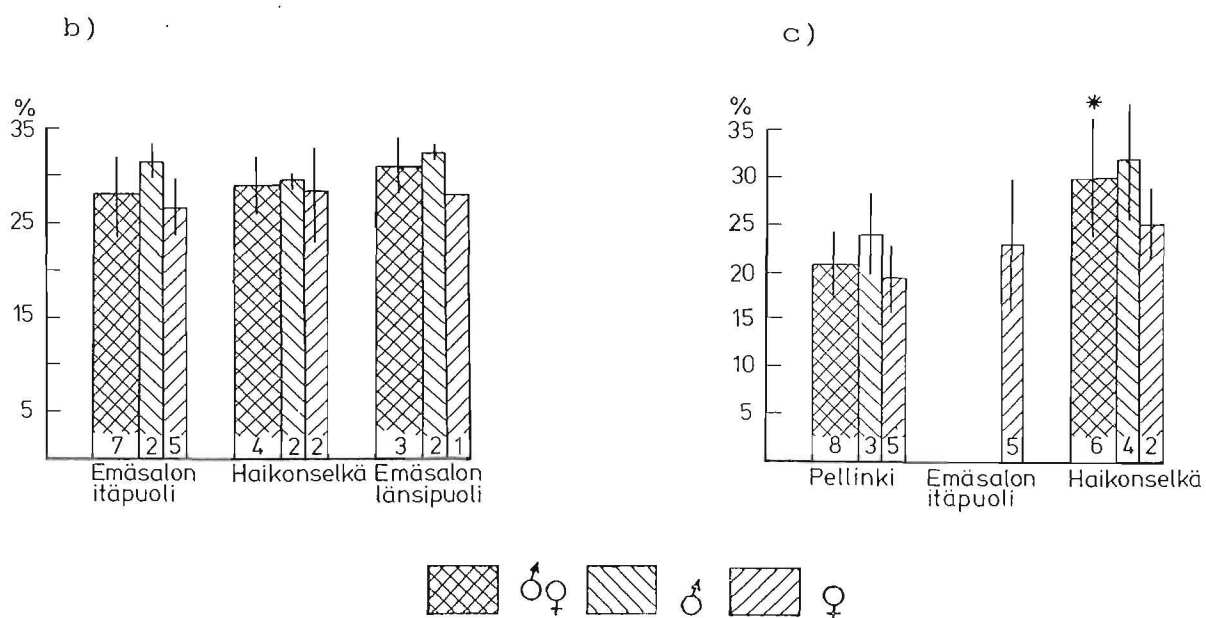 b)
%
35
25
15
5
7 2 5
4 2 2
3 2 1
Emäsalon
itäpuoli
Haikonselkä
Emäsalon
länsipuoli
c)
%
35
30
25
20
15
10
5
8 3 5
5
6 4 2
Pellinki
Emäsalon
itäpuoli
Haikonselkä
*
♂♀
♂
♀